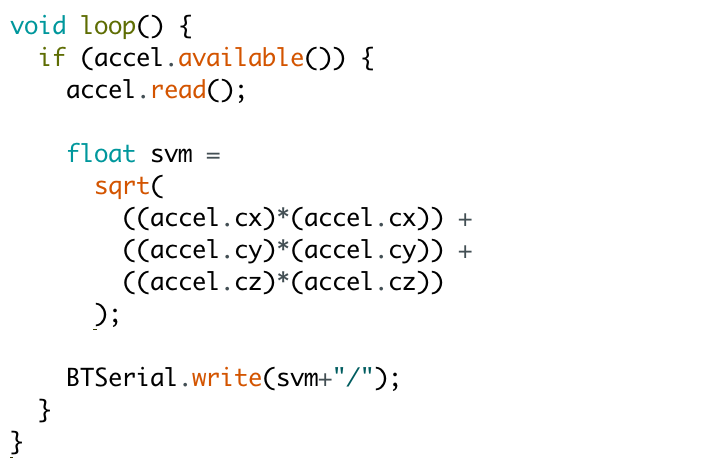 void loop() {
  if (accel.available()) {
    accel.read();

    float svm =
      sqrt(
        ((accel.cx)*(accel.cx)) +
        ((accel.cy)*(accel.cy)) +
        ((accel.cz)*(accel.cz))
      );

    BTSerial.write(svm+"/");
  }
}